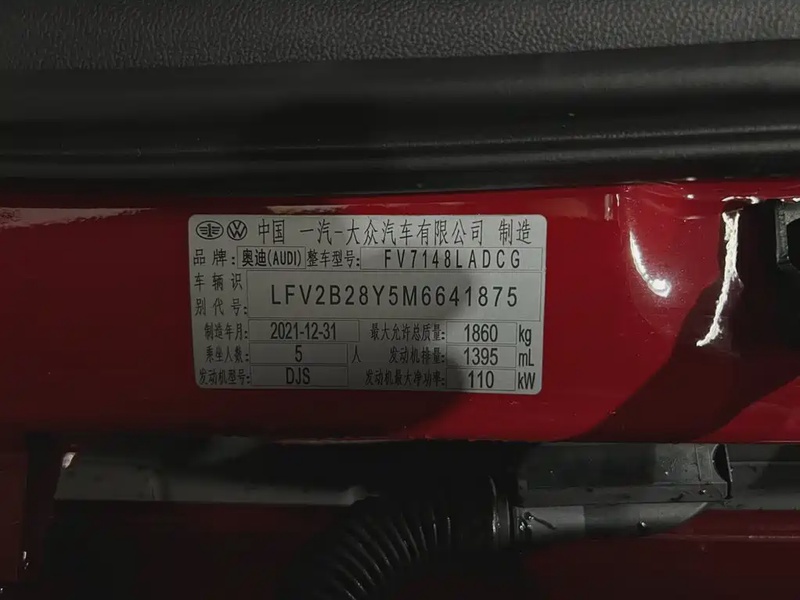 中国 一汽-大众汽车有限公司 制造
品牌: 奥迪(AUDI) 整车型号: FV7148LADCG
车辆识别代号: LFV2B28Y5M6641875
制造年月: 2021-12-31 最大允许总质量: 1860 kg
乘坐人数: 5 人 发动机排量: 1395 mL
发动机型号: DJS 发动机最大净功率: 110 kW